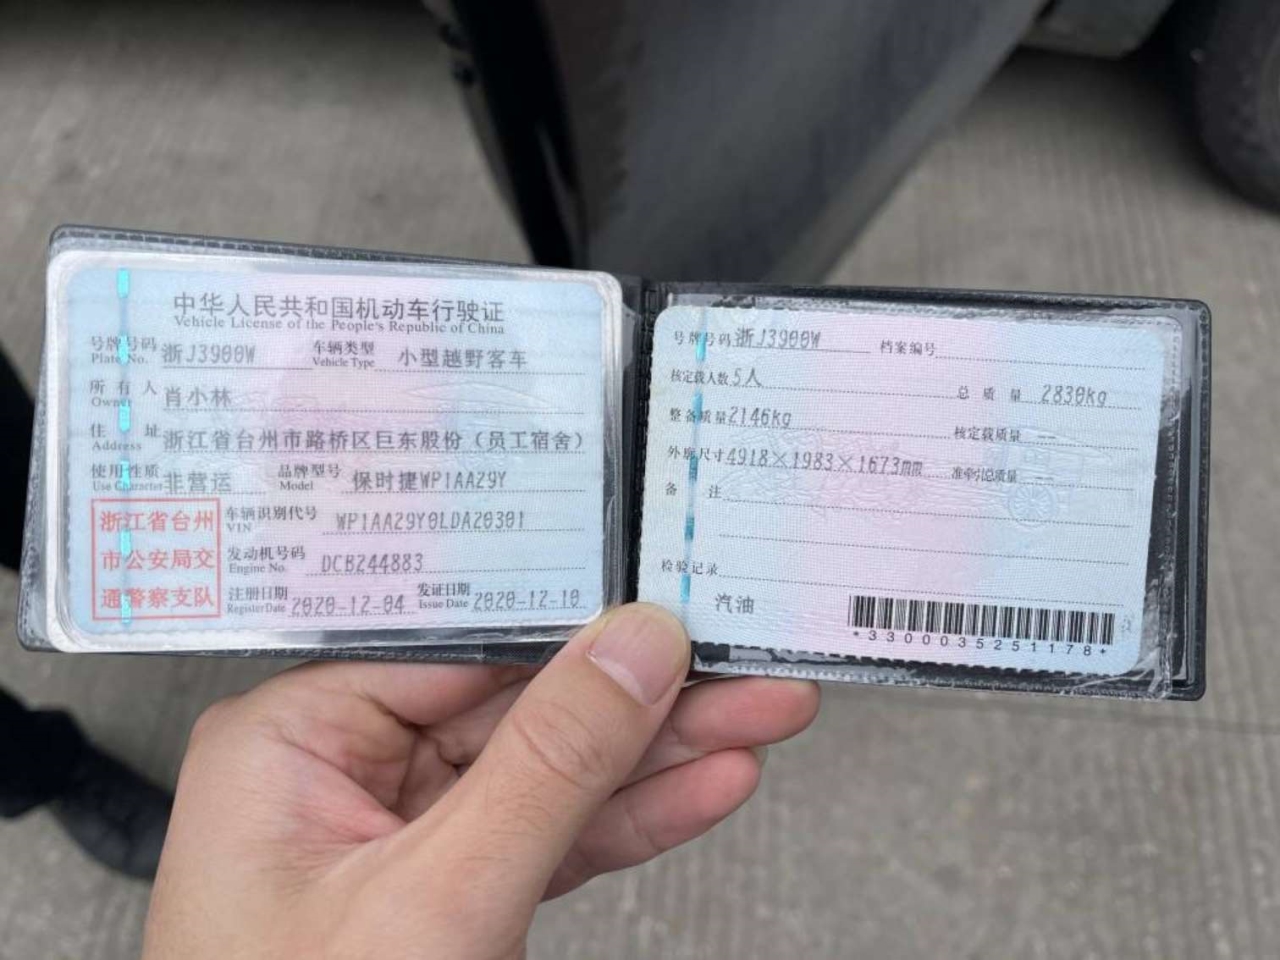 中华人民共和国机动车行驶证
Vehicle License of the People's Republic of China
号牌号码 浙J3900W 车辆类型 小型越野客车
Plate No. Vehicle Type
所有人 肖小林
Owner
住址 浙江省台州市路桥区巨东股份（员工宿舍）
Address
使用性质 非营运 品牌型号 保时捷WP1AA29Y
Use Character Model
浙江省台州
市公安局交
通警察支队
车辆识别代号 WP1AA29Y0LDA20301
VIN
发动机号码 DCB244883
Engine No.
注册日期 2020-12-04 发证日期 2020-12-10
Register Date Issue Date
号牌号码 浙J3900W 档案编号
核定载人数 5人 总质量 2830kg
整备质量 2146kg 核定载质量 --
外廓尺寸 4918×1983×1673mm 准牵引总质量 --
备注
检验记录
汽油
*3300035251178*